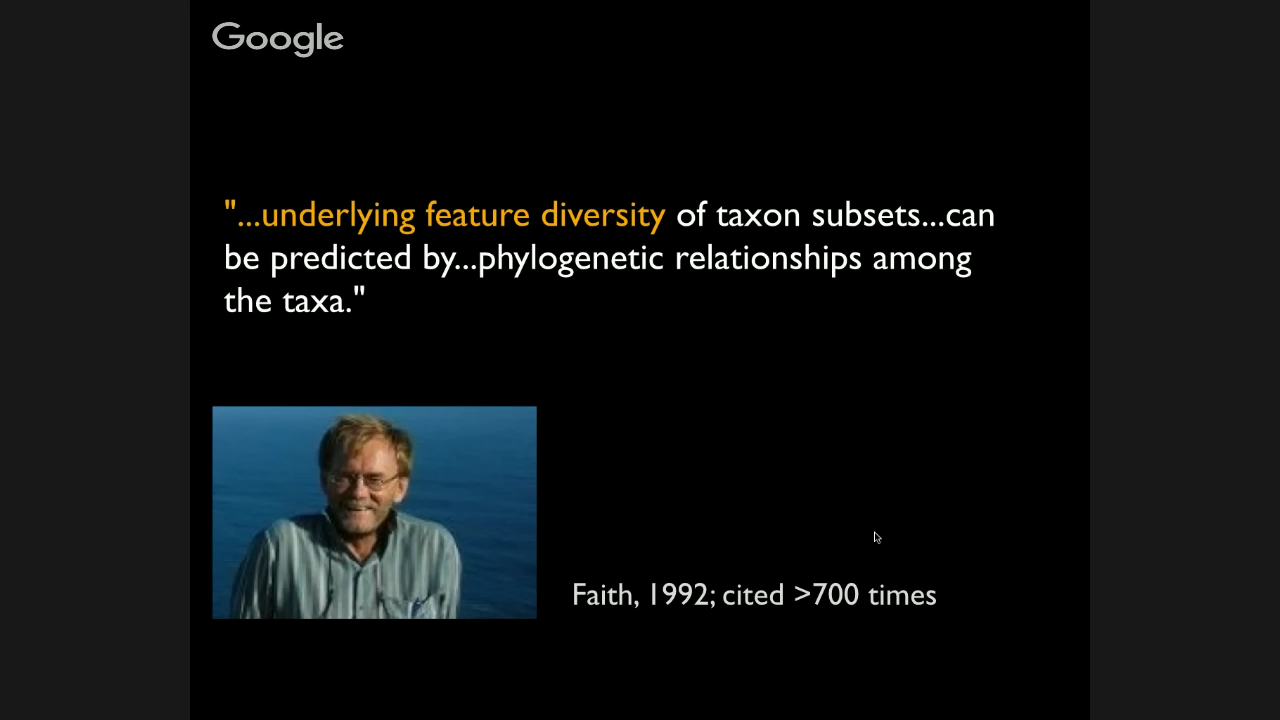 Google
"...underlying feature diversity of taxon subsets...can
be predicted by...phylogenetic relationships among
the taxa."
Faith, 1992; cited >700 times